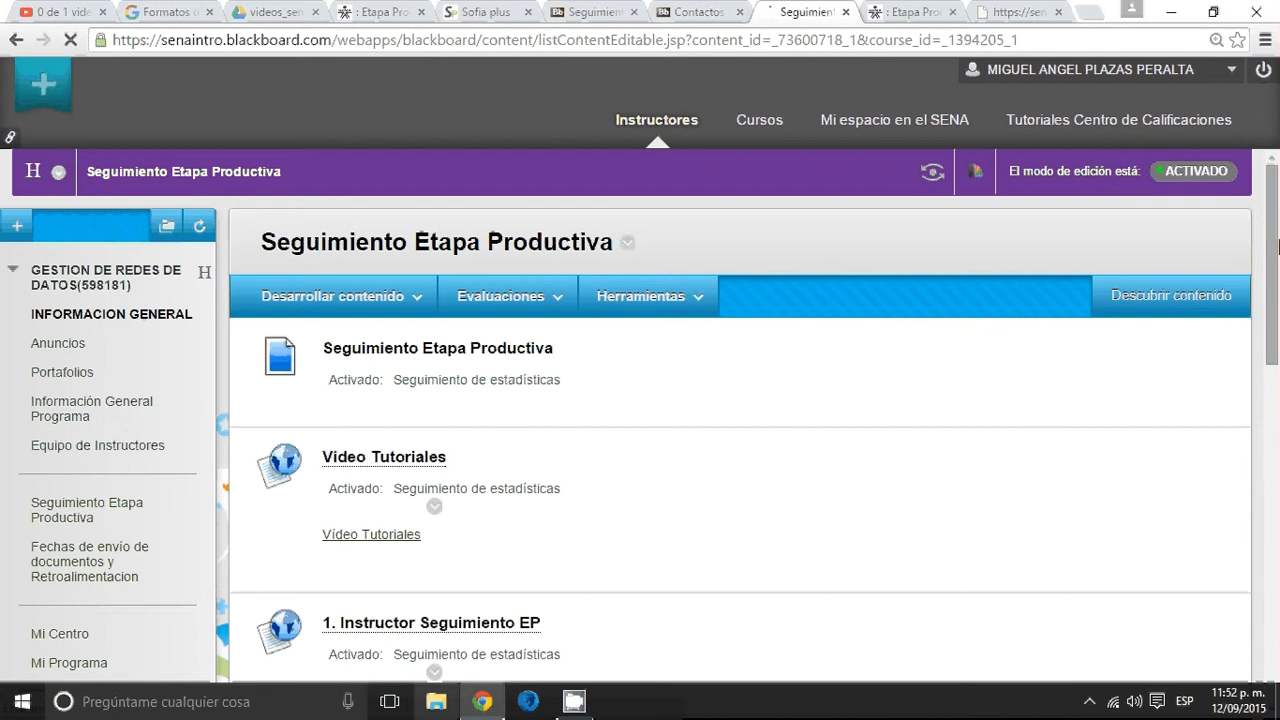 0 de 1 vide
Formatos d
videos_sen
: Etapa Pro
Sofia plus
Seguimien
Contactos
Seguimien
: Etapa Pro
https://sen
https://senaintro.blackboard.com/webapps/blackboard/content/listContentEditable.jsp?content_id=_73600718_1&course_id=_1394205_1
MIGUEL ANGEL PLAZAS PERALTA
Instructores
Cursos
Mi espacio en el SENA
Tutoriales Centro de Calificaciones
H
Seguimiento Etapa Productiva
El modo de edición está:
ACTIVADO
GESTION DE REDES DE
DATOS(598181)
H
INFORMACION GENERAL
Anuncios
Portafolios
Información General
Programa
Equipo de Instructores
Seguimiento Etapa
Productiva
Fechas de envío de
documentos y
Retroalimentacion
Mi Centro
Mi Programa
Seguimiento Etapa Productiva
Desarrollar contenido
Evaluaciones
Herramientas
Descubrir contenido
Seguimiento Etapa Productiva
Activado: Seguimiento de estadísticas
Video Tutoriales
Activado: Seguimiento de estadísticas
Vídeo Tutoriales
1. Instructor Seguimiento EP
Activado: Seguimiento de estadísticas
Pregúntame cualquier cosa
ESP
11:52 p. m.
12/09/2015